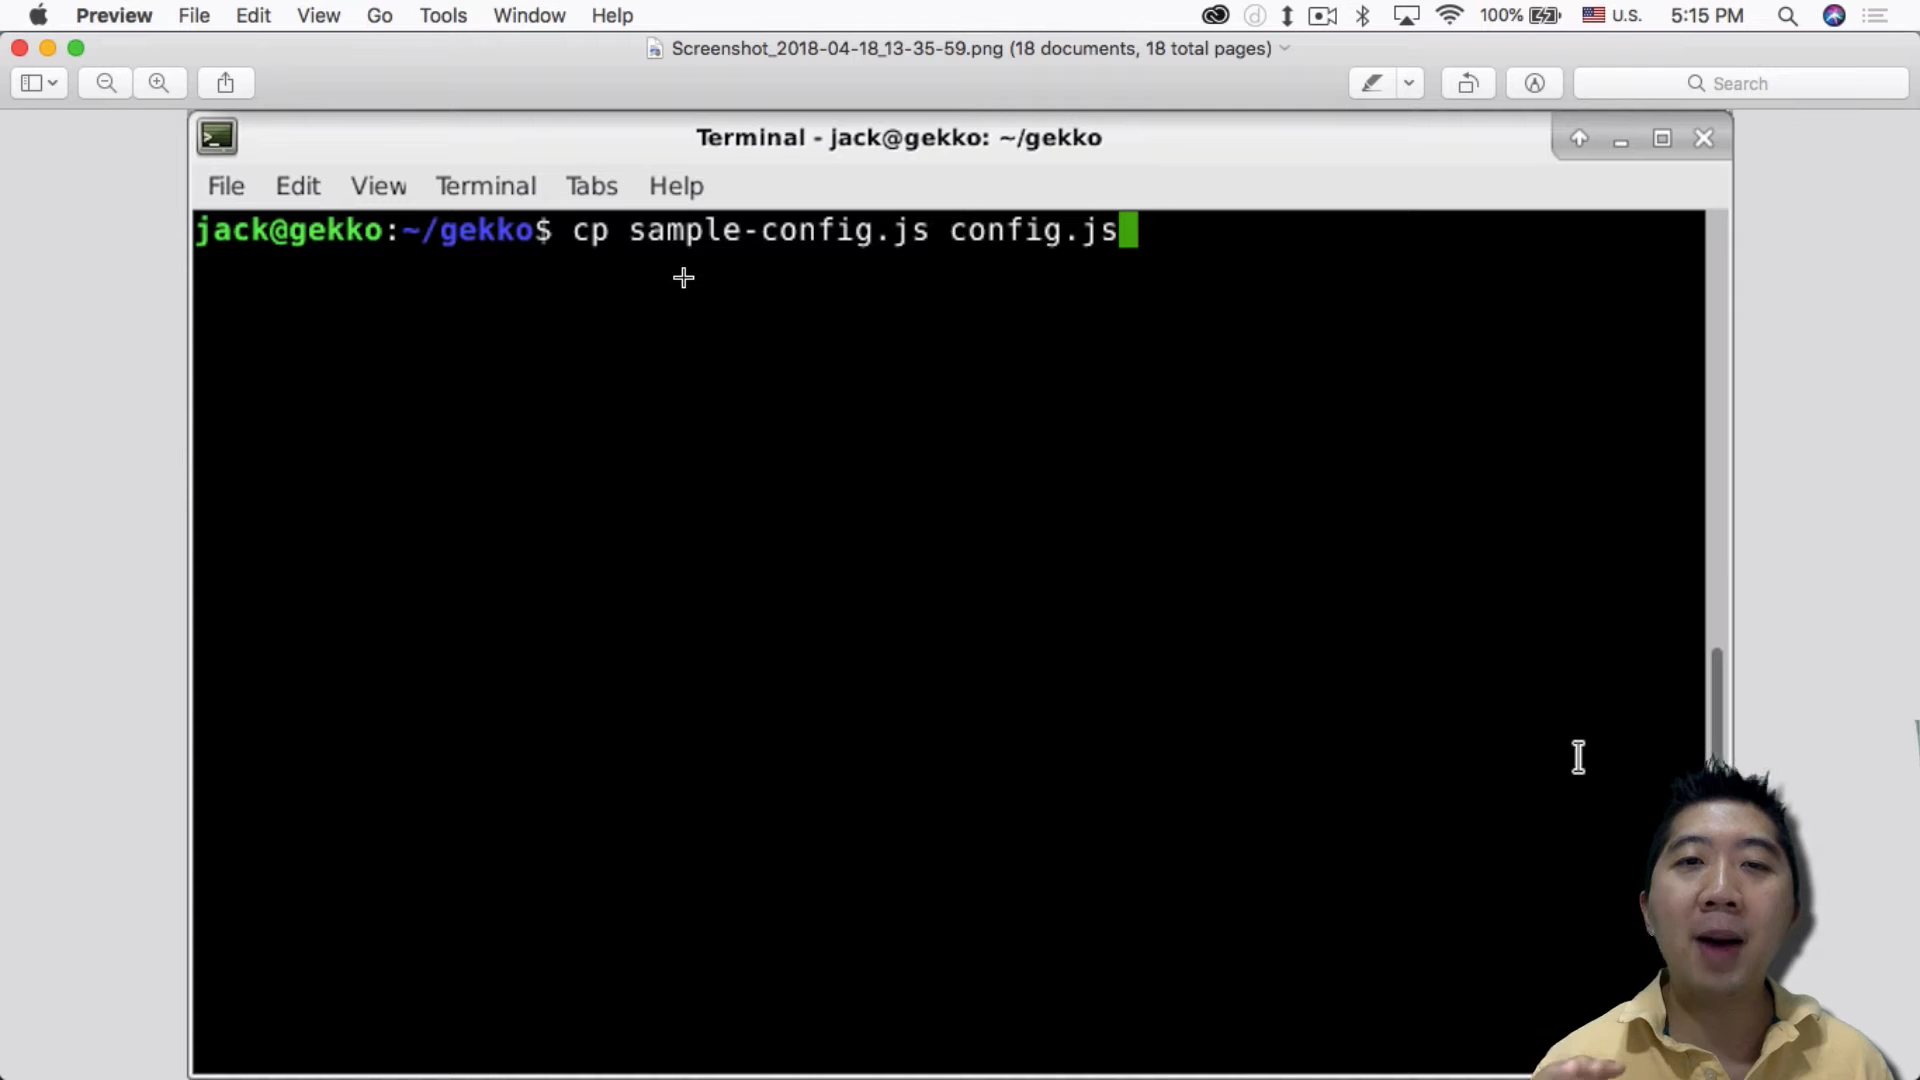 Preview File Edit View Go Tools Window Help 100% U.S. 5:15 PM
Screenshot_2018-04-18_13-35-59.png (18 documents, 18 total pages)
Search
Terminal - jack@gekko: ~/gekko
File Edit View Terminal Tabs Help
jack@gekko:~/gekko$ cp sample-config.js config.js